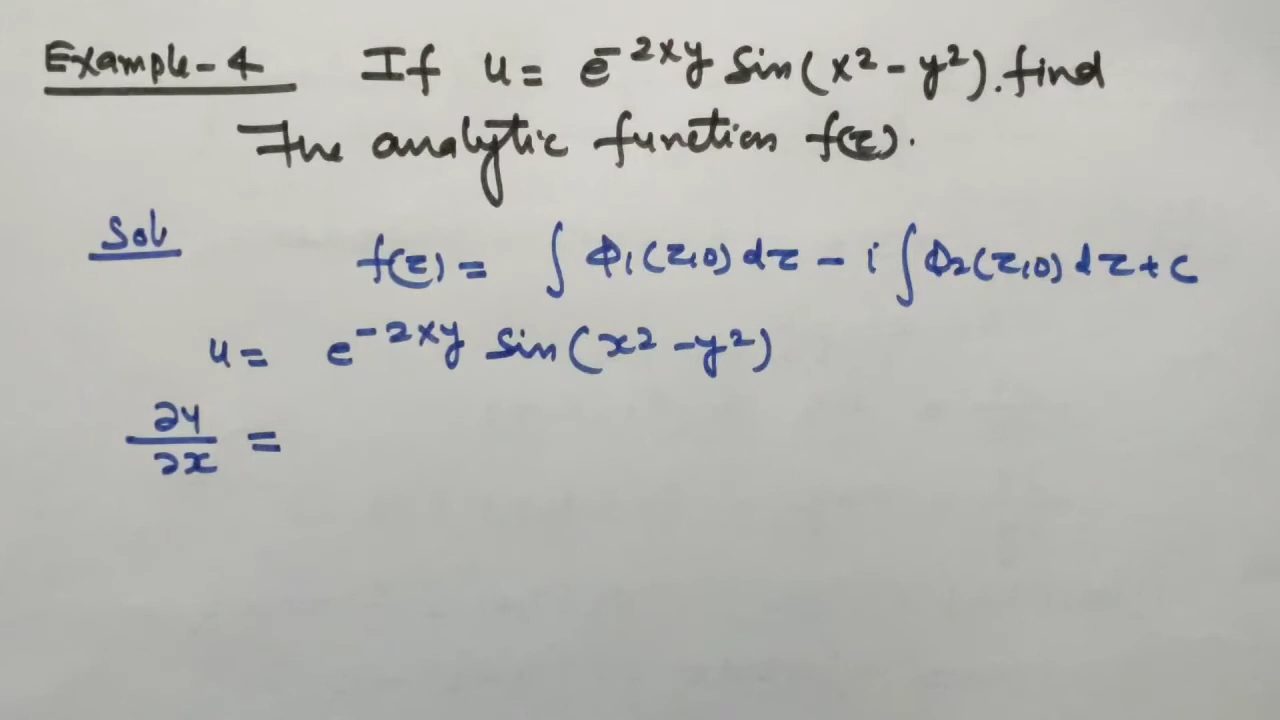 Example-4 If u = e^-2xy Sin(x²-y²). find
The analytic function f(z).
Sol f(z) = ∫ Φ₁(z,0) dz - i ∫ Φ₂(z,0) dz + c
u = e^-2xy Sin(x²-y²)
∂u/∂x =